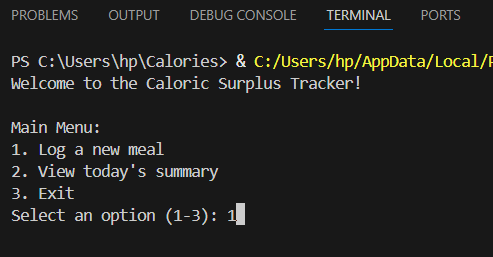 PROBLEMS OUTPUT DEBUG CONSOLE TERMINAL PORTS
PS C:\Users\hp\Calories> & C:/Users/hp/AppData/Local/
Welcome to the Caloric Surplus Tracker!
Main Menu:
1. Log a new meal
2. View today's summary
3. Exit
Select an option (1-3): 1